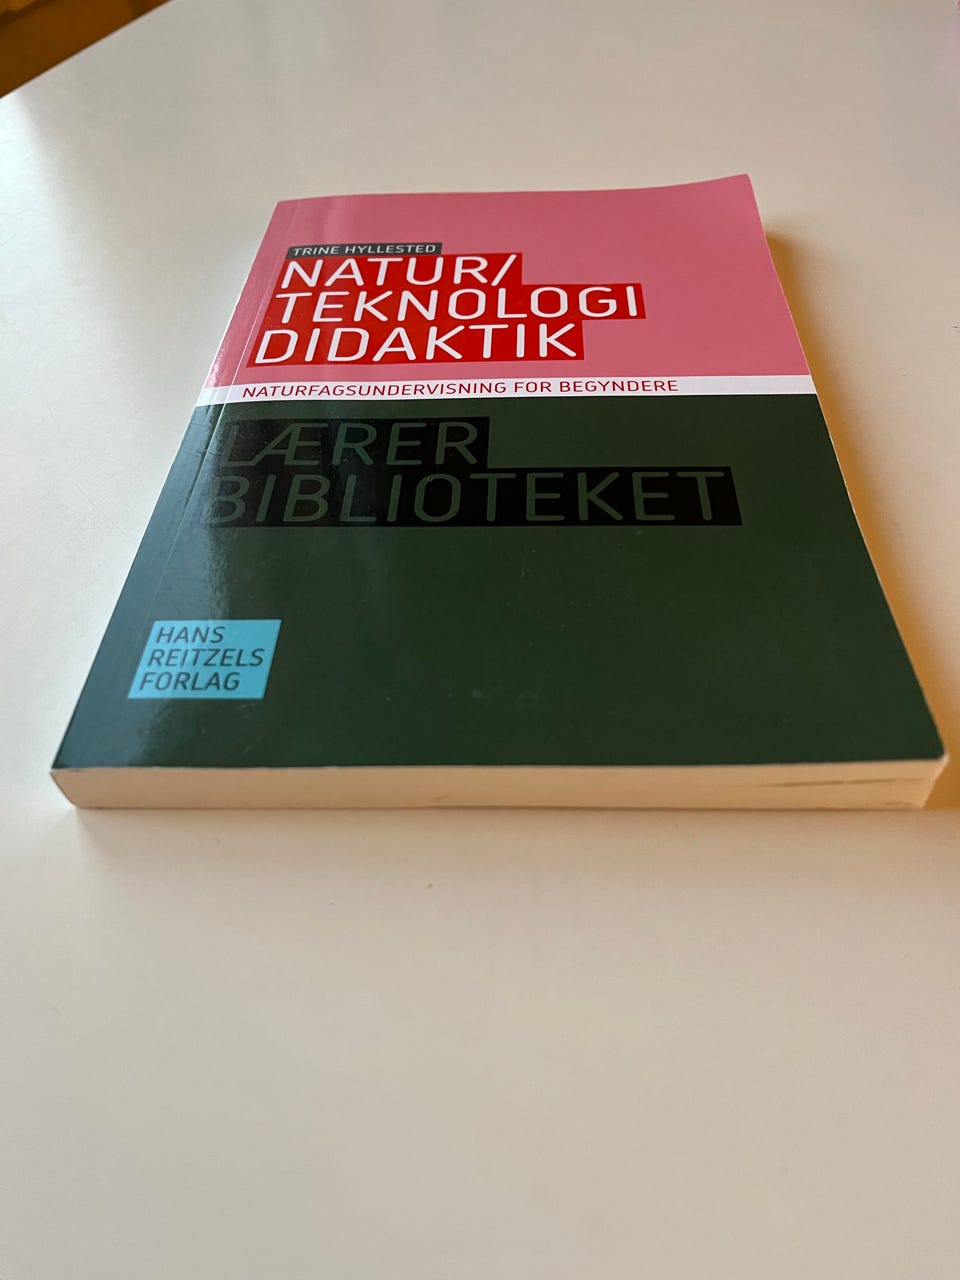 TRINE HYLLESTED
NATUR/
TEKNOLOGI
DIDAKTIK
NATURFAGSUNDERVISNING FOR BEGYNDERE
LÆRER
BIBLIOTEKET
HANS
REITZELS
FORLAG